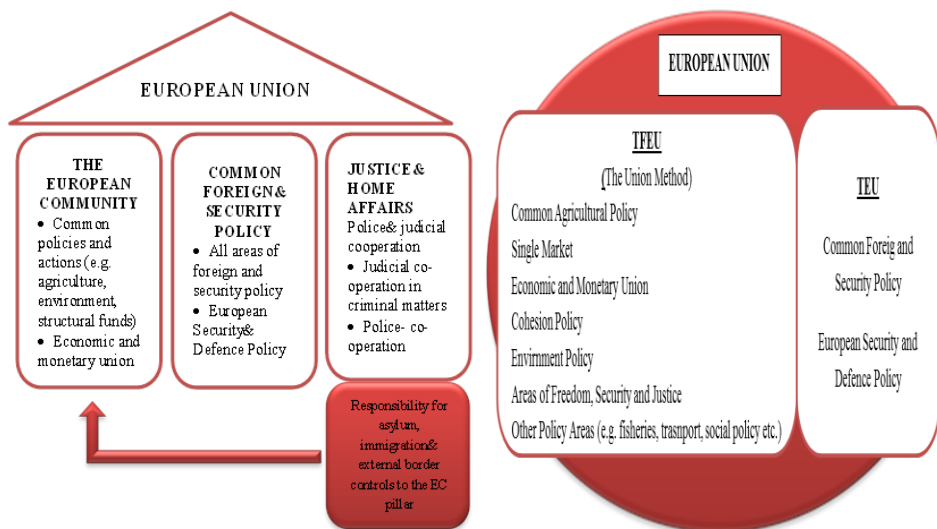 EUROPEAN UNION
THE
EUROPEAN
COMMUNITY
• Common
policies and
actions (e.g.
agriculture,
environment,
structural funds)
• Economic and
monetary union
COMMON
FOREIGN&
SECURITY
POLICY
• All areas of
foreign and
security policy
• European
Security&
Defence Policy
JUSTICE &
HOME
AFFAIRS
Police& judicial
cooperation
• Judicial co-
operation in
criminal matters
• Police- co-
operation
Responsibility for
asylum,
immigration&
external border
controls to the EC
pillar
EUROPEAN UNION
TFEU
(The Union Method)
Common Agricultural Policy
Single Market
Economic and Monetary Union
Cohesion Policy
Envirnment Policy
Areas of Freedom, Security and Justice
Other Policy Areas (e.g. fisheries, trasnport, social policy etc.)
TEU
Common Foreig and
Security Policy
European Security and
Defence Policy